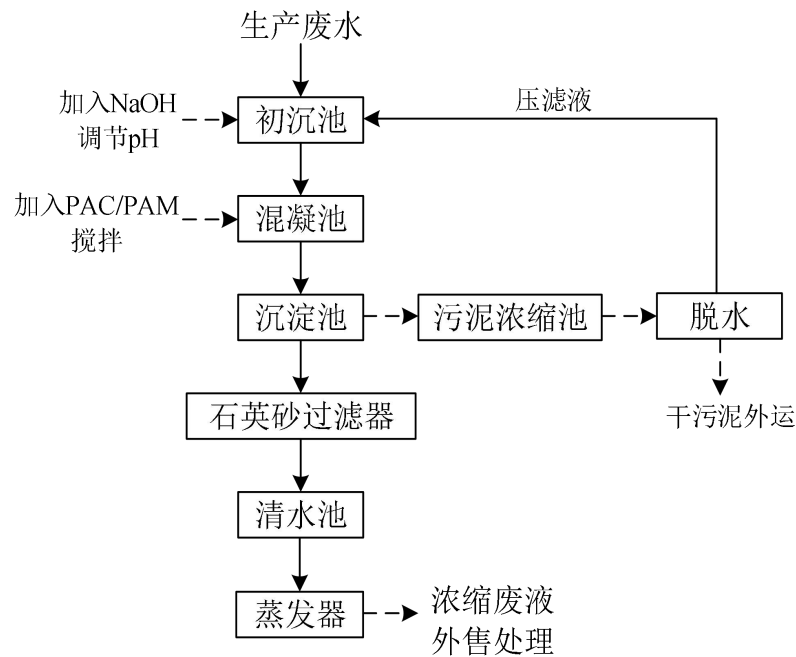 生产废水
加入NaOH
调节pH
初沉池
压滤液
加入PAC/PAM
搅拌
混凝池
沉淀池
污泥浓缩池
脱水
石英砂过滤器
干污泥外运
清水池
蒸发器
浓缩废液
外售处理